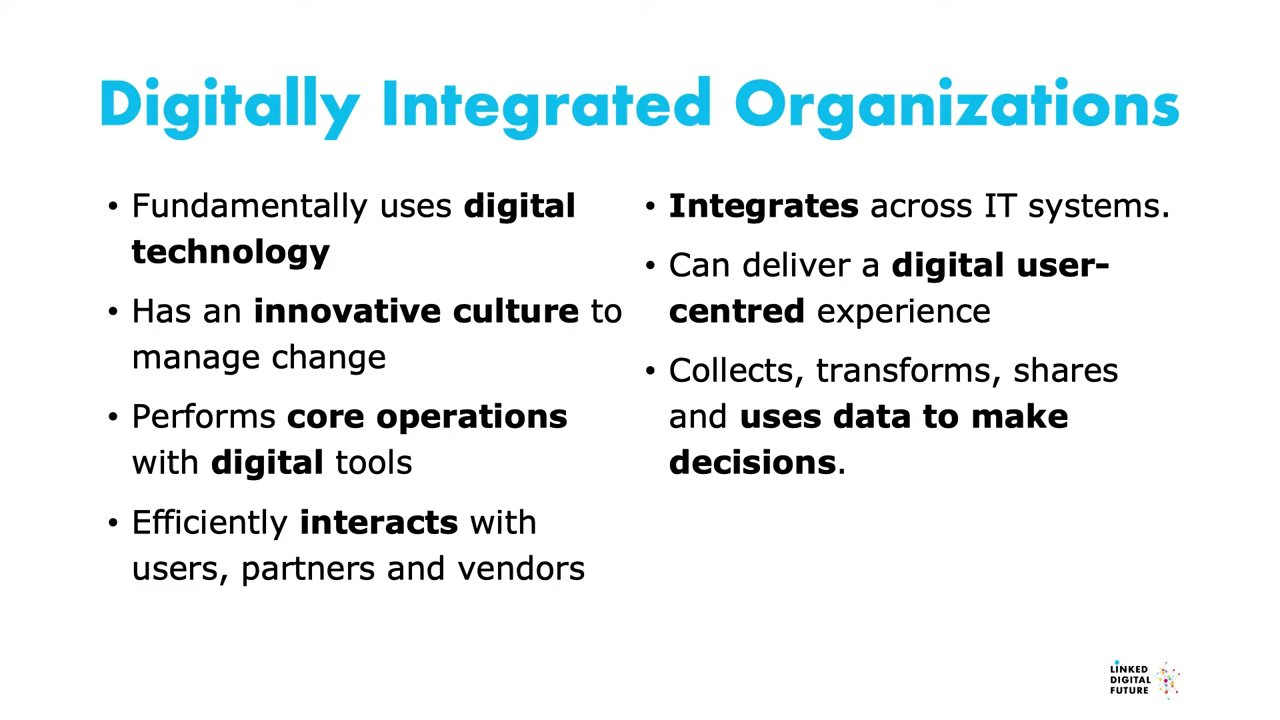 Digitally Integrated Organizations
• Fundamentally uses digital
technology
• Has an innovative culture to
manage change
• Performs core operations
with digital tools
• Efficiently interacts with
users, partners and vendors
• Integrates across IT systems.
• Can deliver a digital user-
centred experience
• Collects, transforms, shares
and uses data to make
decisions.
LINKED
DIGITAL
FUTURE